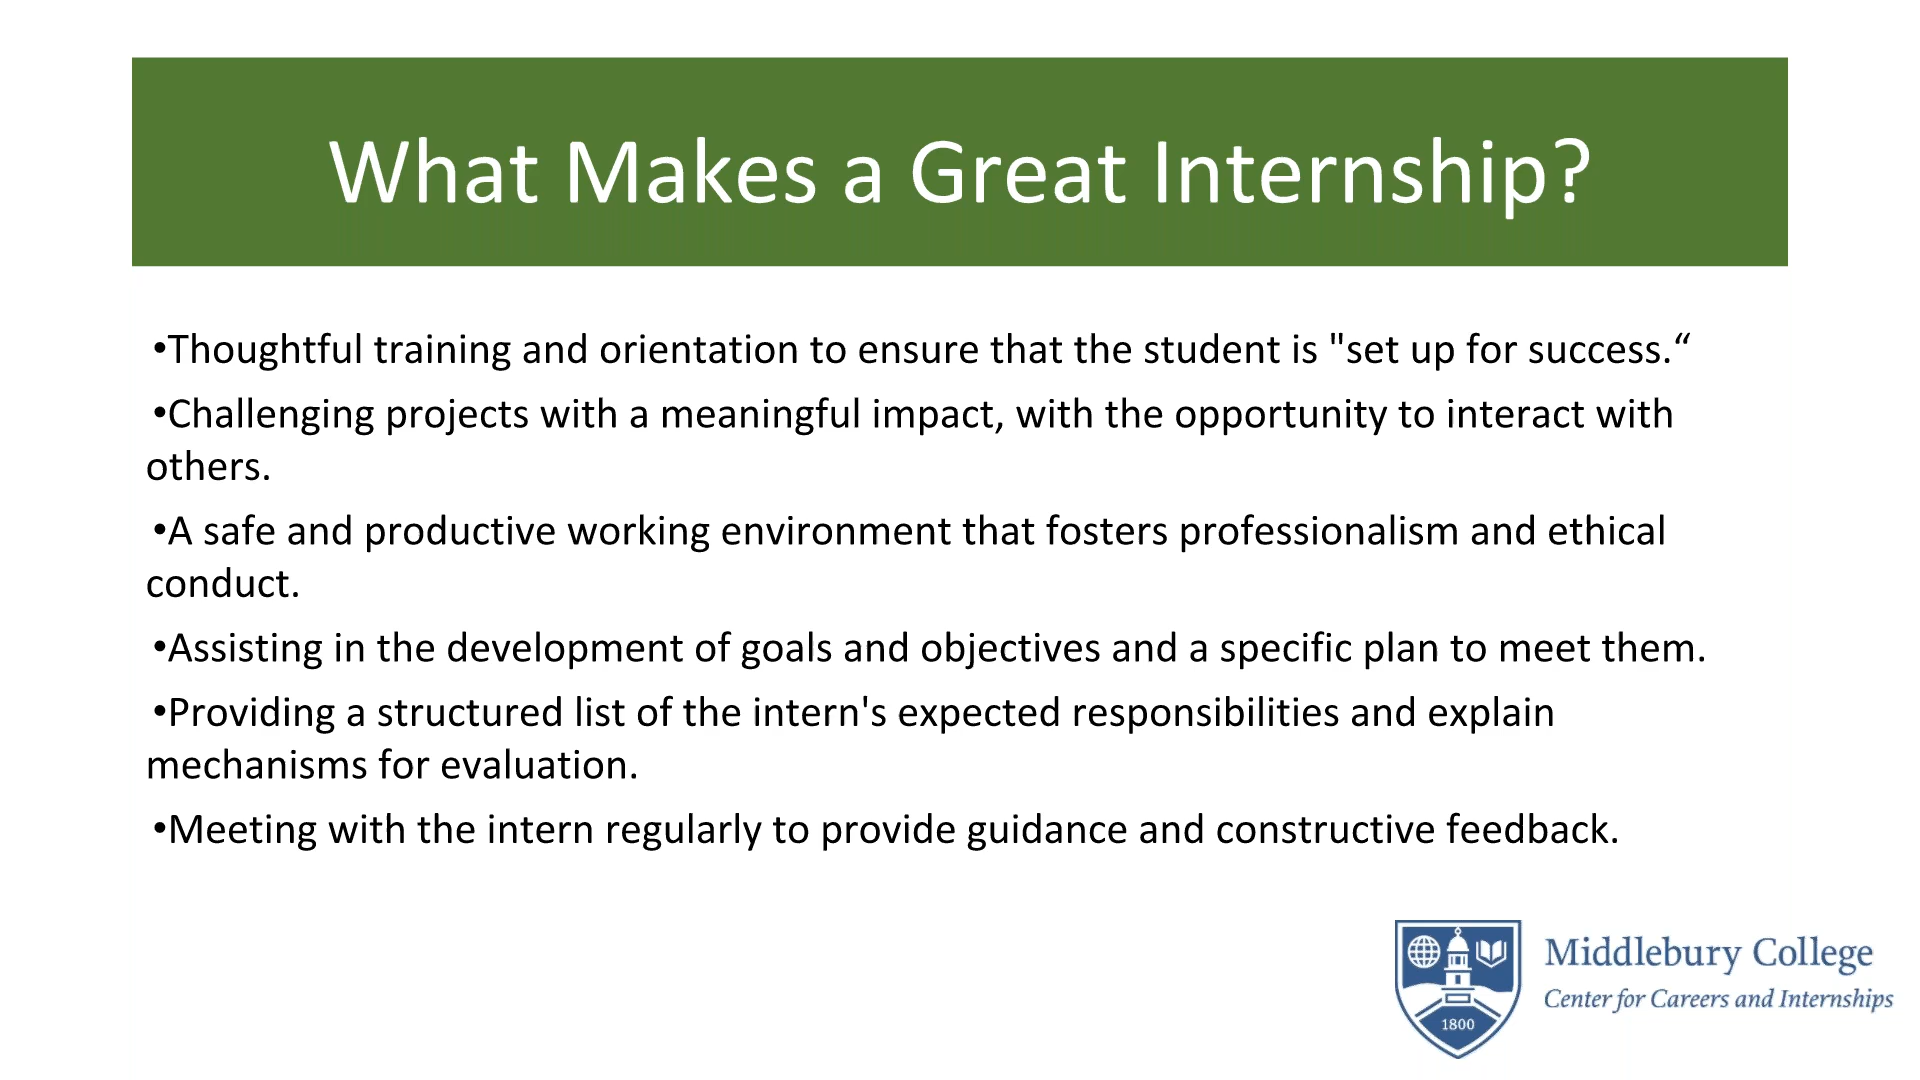 What Makes a Great Internship?
•Thoughtful training and orientation to ensure that the student is "set up for success.“
•Challenging projects with a meaningful impact, with the opportunity to interact with
others.
•A safe and productive working environment that fosters professionalism and ethical
conduct.
•Assisting in the development of goals and objectives and a specific plan to meet them.
•Providing a structured list of the intern's expected responsibilities and explain
mechanisms for evaluation.
•Meeting with the intern regularly to provide guidance and constructive feedback.
Middlebury College
Center for Careers and Internships
1800